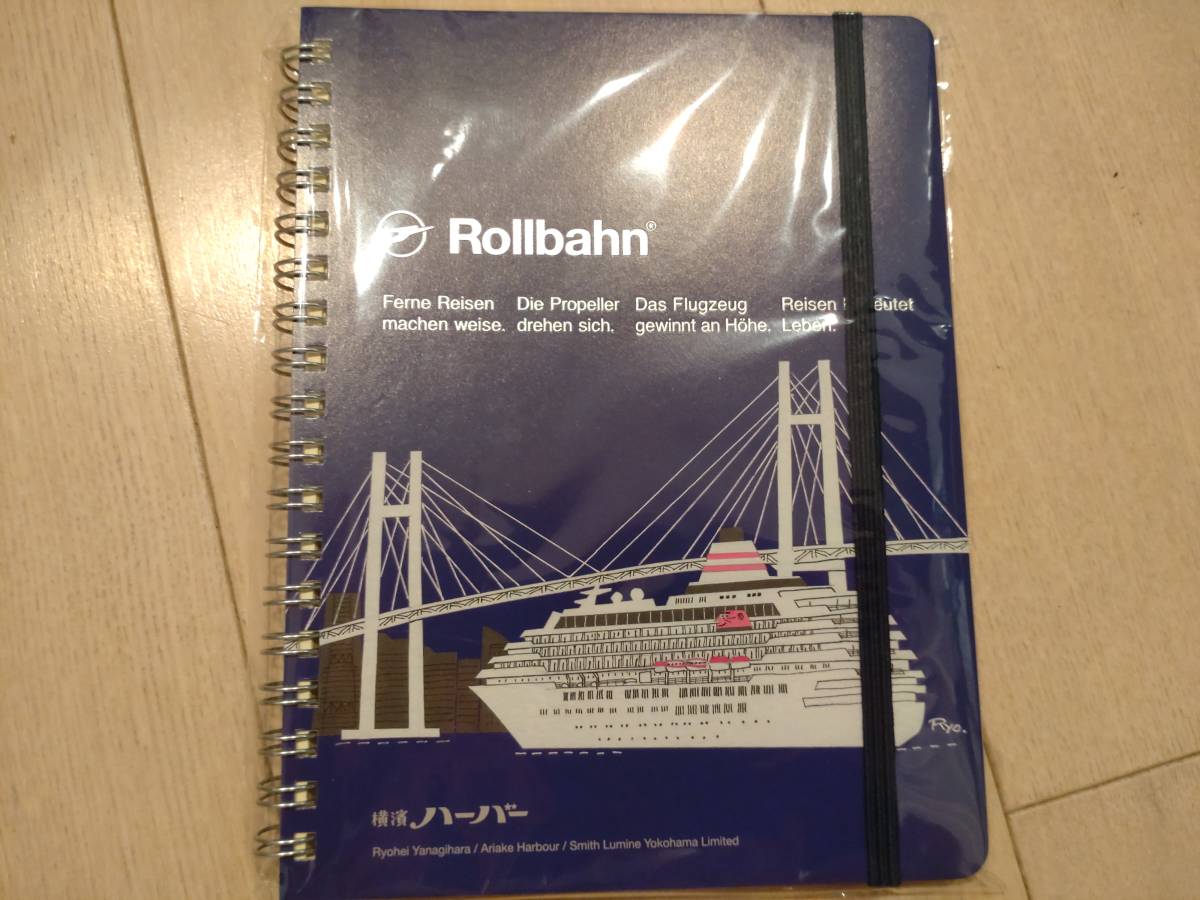 Rollbahn®
Ferne Reisen
machen weise.
Die Propeller
drehen sich.
Das Flugzeug
gewinnt an Höhe.
Reisen
Leben.
Ryo.
横濱 ハーバー
Ryohei Yanagihara / Ariake Harbour / Smith Lumine Yokohama Limited